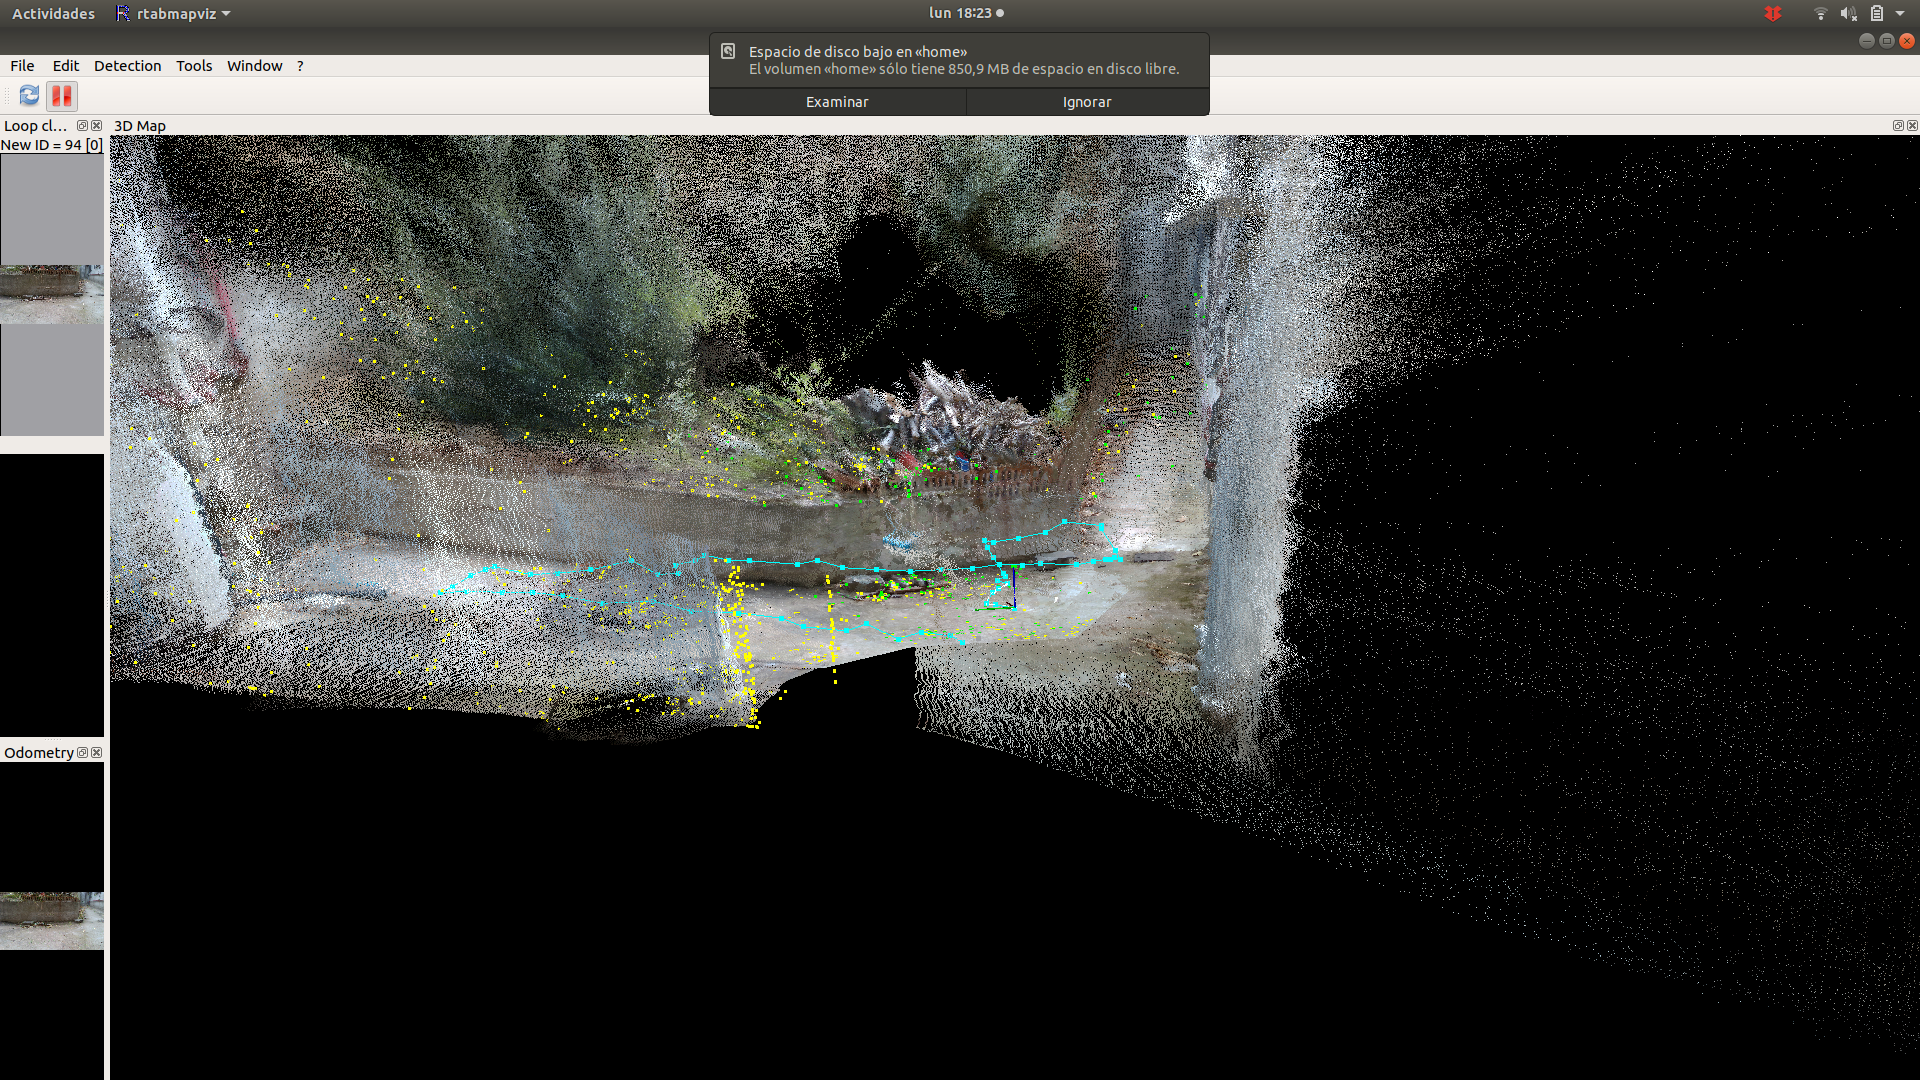 Actividades
rtabmapviz
lun 18:23
Espacio de disco bajo en «home»
El volumen «home» sólo tiene 850,9 MB de espacio en disco libre.
Examinar
Ignorar
File Edit Detection Tools Window ?
Loop cl...
3D Map
New ID = 94 [0]
Odometry